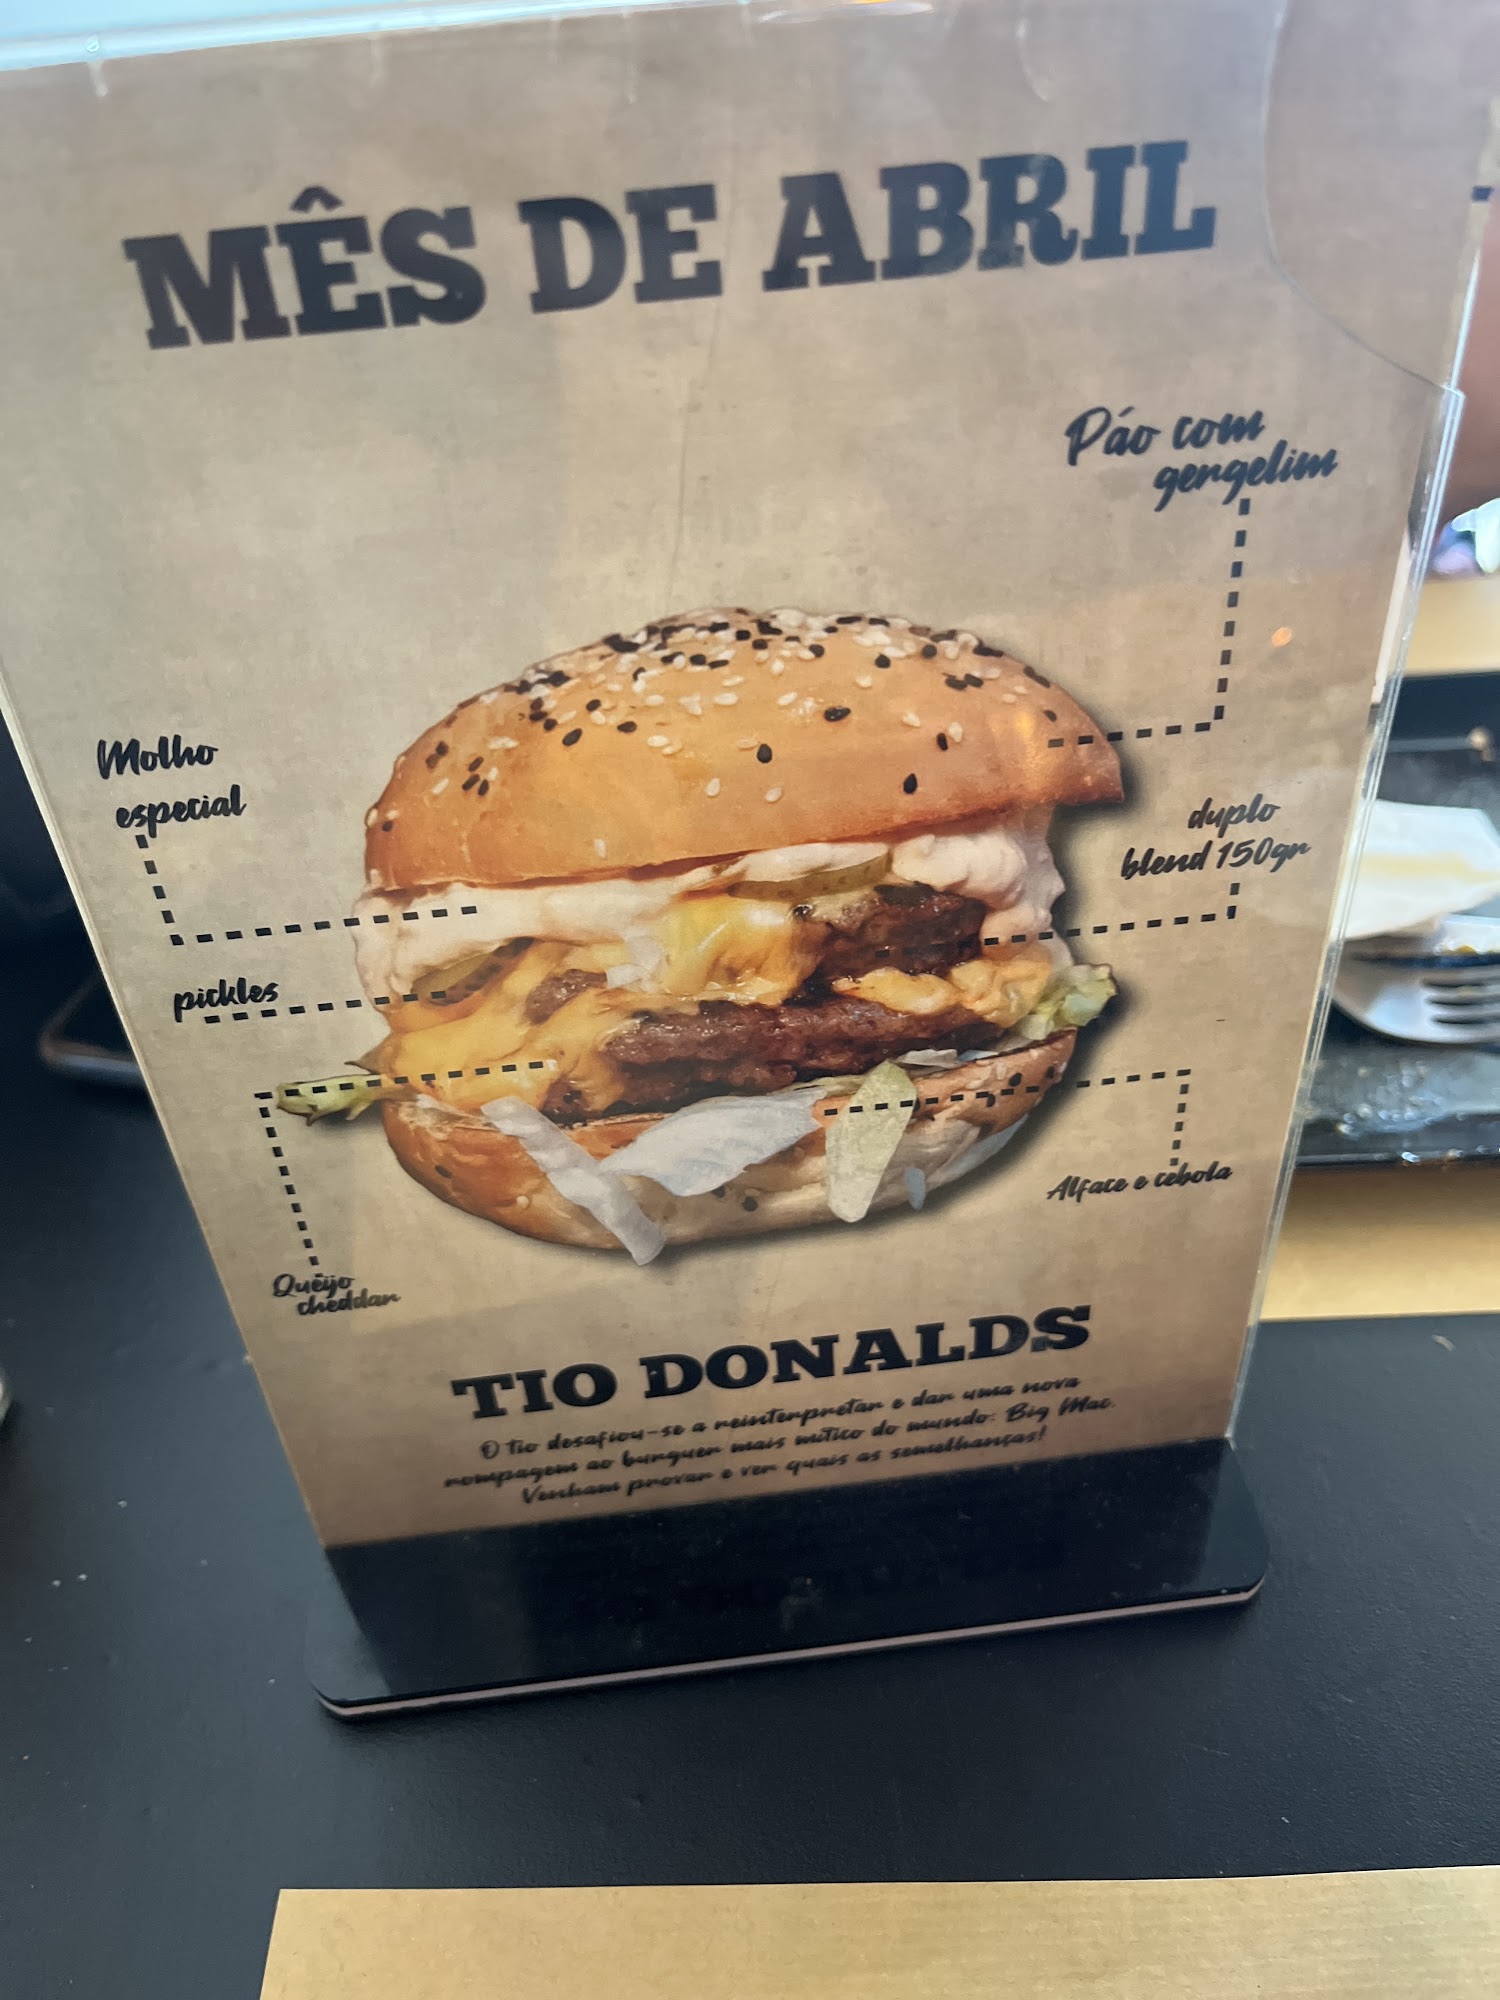 MÊS DE ABRIL
Páo com
gergelim
Molho
especial
duplo
blend 150gr
pickles
Alface e cebola
Queijo
cheddar
TIO DONALDS
O tio desafiou-se a reinterpretar e dar uma nova
rompagem ao burguer mais mítico do mundo: Big Mac.
Venham provar e ver quais as semelhanças!